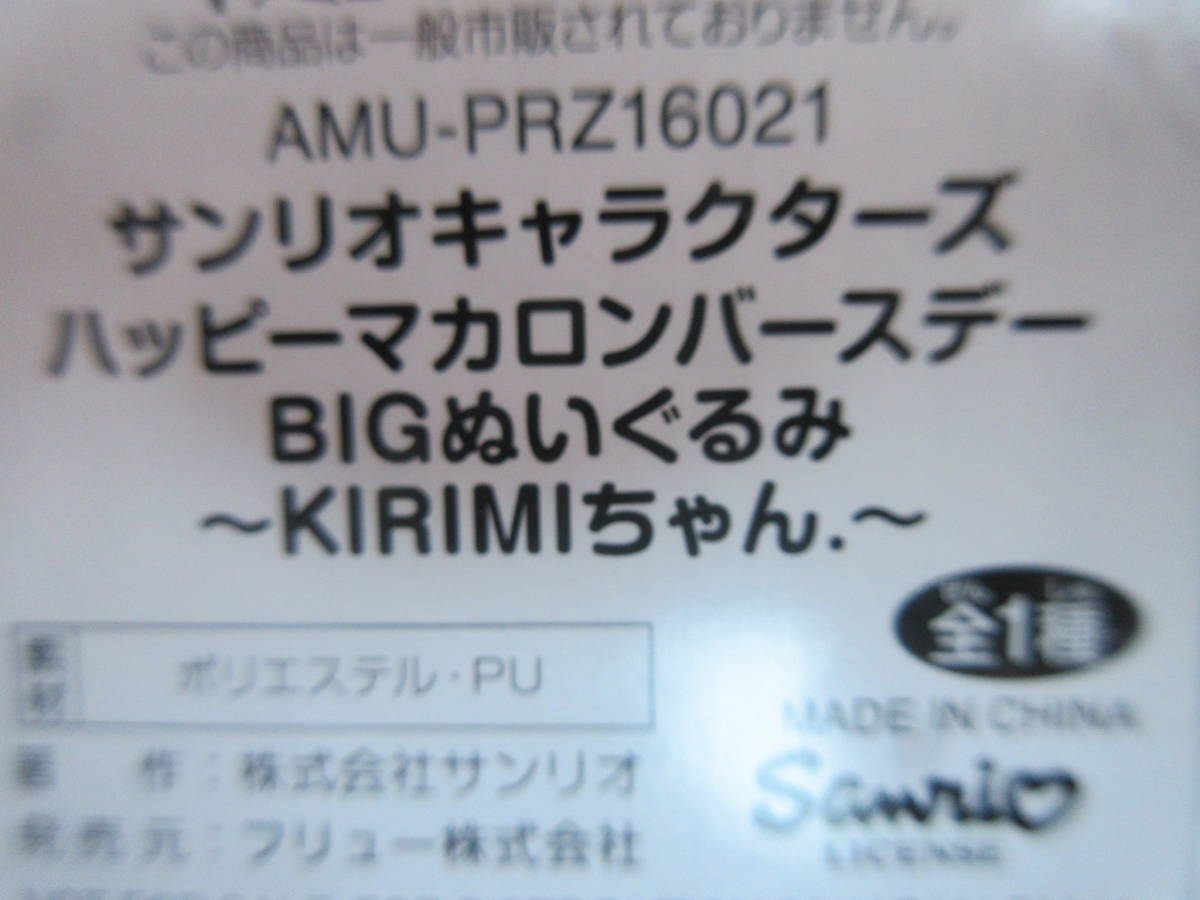 この商品は一般市販されておりません。
AMU-PRZ16021
サンリオキャラクターズ
ハッピーマカロンバースデー
BIGぬいぐるみ
～KIRIMIちゃん.～
全1種
素材 ポリエステル・PU
MADE IN CHINA
著 作：株式会社サンリオ
Sanrio
発売元：フリュー株式会社
LICENSE